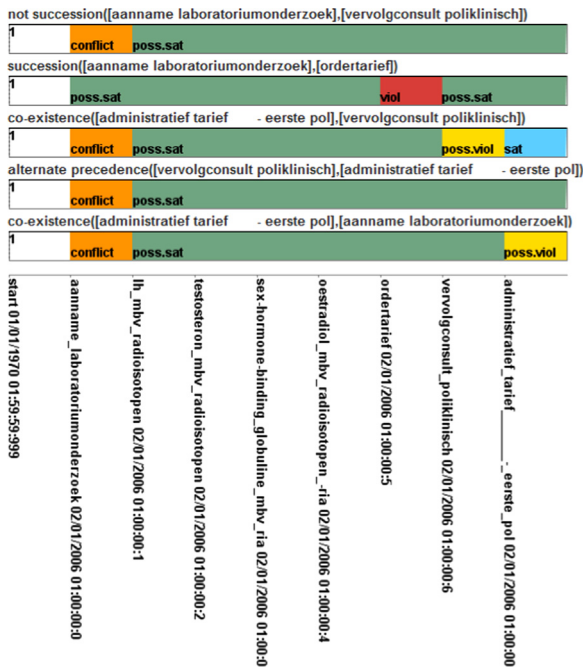 not succession([aanname laboratoriumonderzoek],[vervolgconsult poliklinisch])
1
conflict poss.sat
succession([aanname laboratoriumonderzoek],[ordertarief])
1
poss.sat viol poss.sat
co-existence([administratief tarief - eerste pol],[vervolgconsult poliklinisch])
1
conflict poss.sat poss.viol sat
alternate precedence([vervolgconsult poliklinisch],[administratief tarief - eerste pol])
1
conflict poss.sat
co-existence([administratief tarief - eerste pol],[aanname laboratoriumonderzoek])
1
conflict poss.sat poss.viol
start 01/01/1970 01:59:59:999
aanname_laboratoriumonderzoek 02/01/2006 01:00:00:0
lh_mbv_radioisotopen 02/01/2006 01:00:00:1
testosteron_mbv_radioisotopen 02/01/2006 01:00:00:2
sex-hormone-binding_globuline_mbv_ria 02/01/2006 01:00:0
oestradiol_mbv_radioisotopen_-ria 02/01/2006 01:00:00:4
ordertarief 02/01/2006 01:00:00:5
vervolgconsult_poliklinisch 02/01/2006 01:00:00:6
administratief_tarief_______-_eerste_pol 02/01/2006 01:00:00